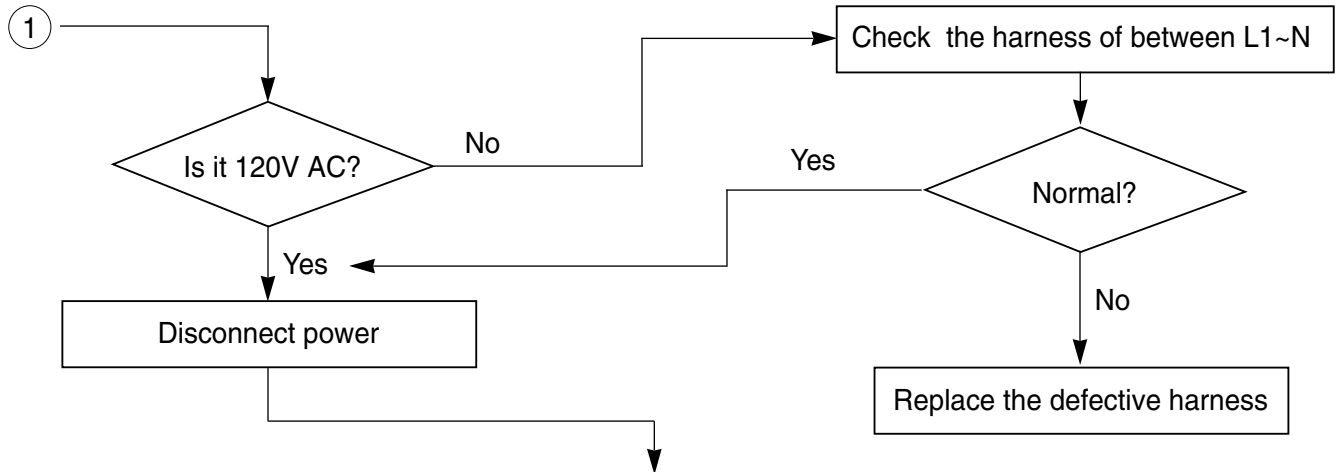 1
Check the harness of between L1~N
Is it 120V AC?
No
Yes
Normal?
Yes
Disconnect power
No
Replace the defective harness